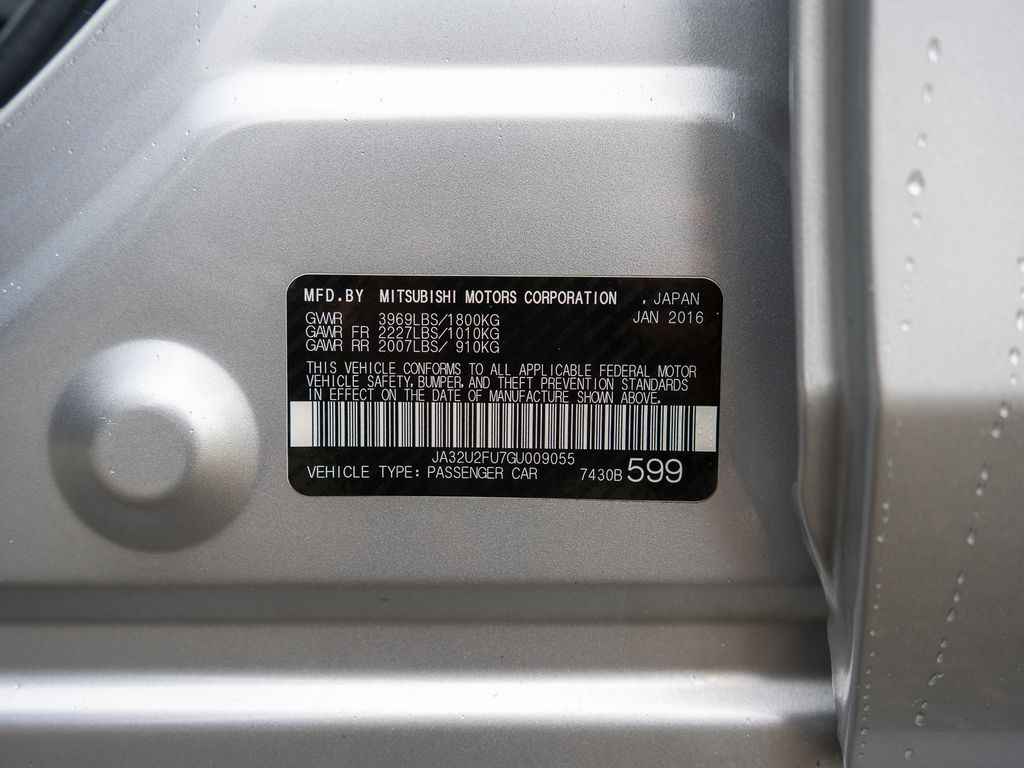 MFD.BY MITSUBISHI MOTORS CORPORATION , JAPAN
GVWR 3969LBS/1800KG JAN 2016
GAWR FR 2227LBS/1010KG
GAWR RR 2007LBS/ 910KG
THIS VEHICLE CONFORMS TO ALL APPLICABLE FEDERAL MOTOR
VEHICLE SAFETY, BUMPER, AND THEFT PREVENTION STANDARDS
IN EFFECT ON THE DATE OF MANUFACTURE SHOWN ABOVE.
JA32U2FU7GU009055
VEHICLE TYPE: PASSENGER CAR 7430B 599